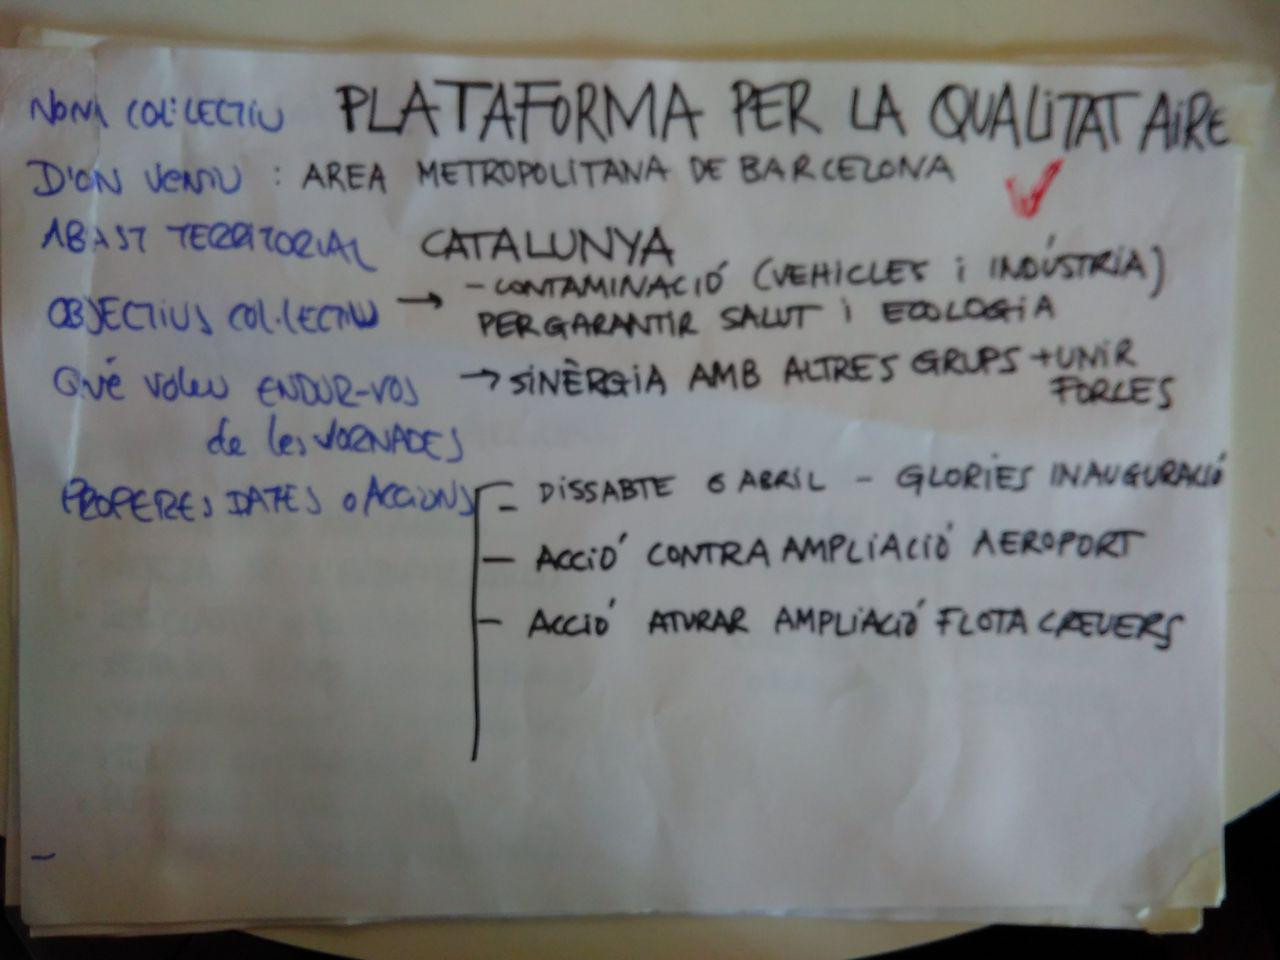 NOM COL·LECTIU PLATAFORMA PER LA QUALITAT AIRE
D'ON VENIU : AREA METROPOLITANA DE BARCELONA
ABAST TERRITORIAL CATALUNYA
OBJECTIUS COL·LECTIU → - CONTAMINACIÓ (VEHICLES i INDÚSTRIA)
PER GARANTIR SALUT i ECOLOGIA
Què voleu ENDUR-VOS → SINÈRGIA AMB ALTRES GRUPS + UNIR
FORCES
de les JORNADES
PROPERES DATES o ACCIONS - DISSABTE 6 ABRIL - GLORIES INAUGURACIÓ
- ACCIÓ CONTRA AMPLIACIÓ AEROPORT
- ACCIÓ ATURAR AMPLIACIÓ FLOTA CREUERS